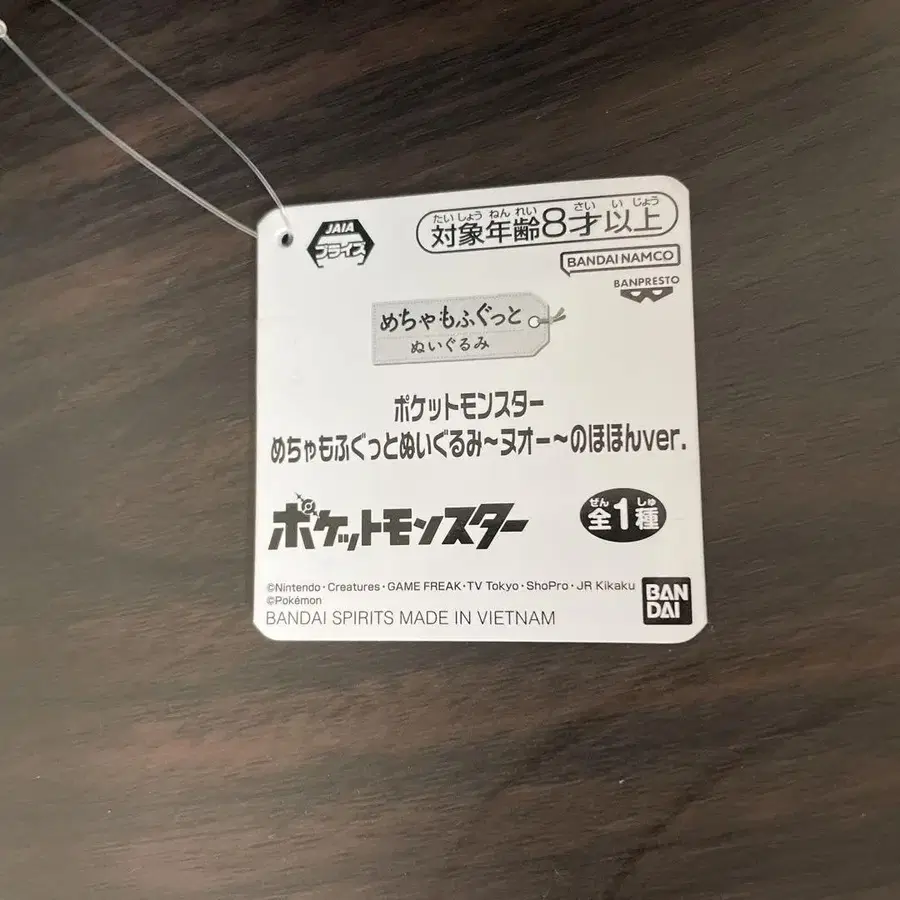 JAIA
プライズ
たいしょう ねん れい さい い じょう
対象年齢8才以上
BANDAI NAMCO
BANPRESTO
めちゃもふぐっと
ぬいぐるみ
ポケットモンスター
めちゃもふぐっとぬいぐるみ～ヌオー～のほほんver.
ポケットモンスター
ぜん しゅ
全1種
©Nintendo・Creatures・GAME FREAK・TV Tokyo・ShoPro・JR Kikaku
©Pokémon
BANDAI SPIRITS MADE IN VIETNAM
BAN
DAI